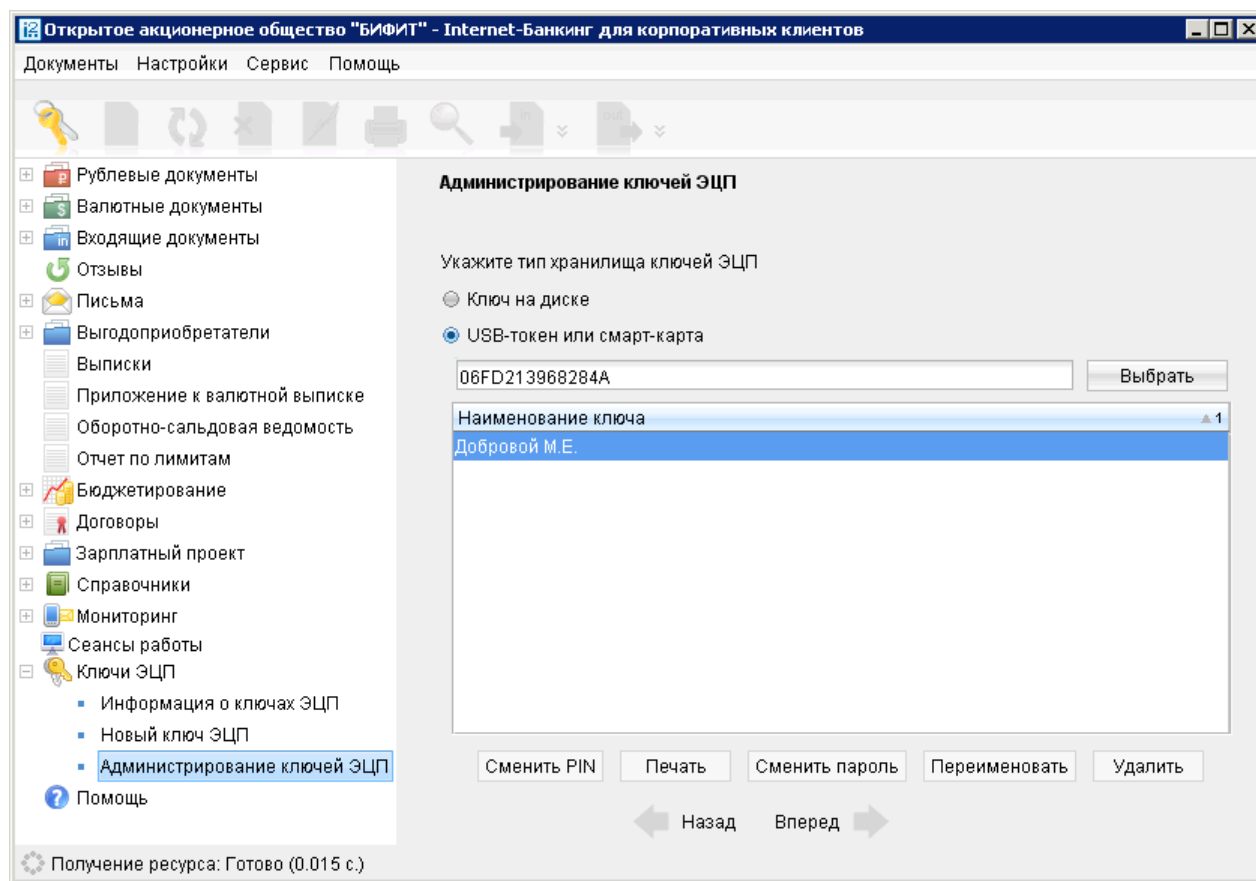 Открытое акционерное общество "БИФИТ" - Internet-Банкинг для корпоративных клиентов
Документы Настройки Сервис Помощь
in
out
Рублевые документы
Валютные документы
Входящие документы
Отзывы
Письма
Выгодоприобретатели
Выписки
Приложение к валютной выписке
Оборотно-сальдовая ведомость
Отчет по лимитам
Бюджетирование
Договоры
Зарплатный проект
Справочники
Мониторинг
Сеансы работы
Ключи ЭЦП
Информация о ключах ЭЦП
Новый ключ ЭЦП
Администрирование ключей ЭЦП
Помощь
Администрирование ключей ЭЦП
Укажите тип хранилища ключей ЭЦП
Ключ на диске
USB-токен или смарт-карта
06FD213968284A Выбрать
Наименование ключа 1
Добровой М.Е.
Сменить PIN Печать Сменить пароль Переименовать Удалить
Назад Вперед
Получение ресурса: Готово (0.015 с.)